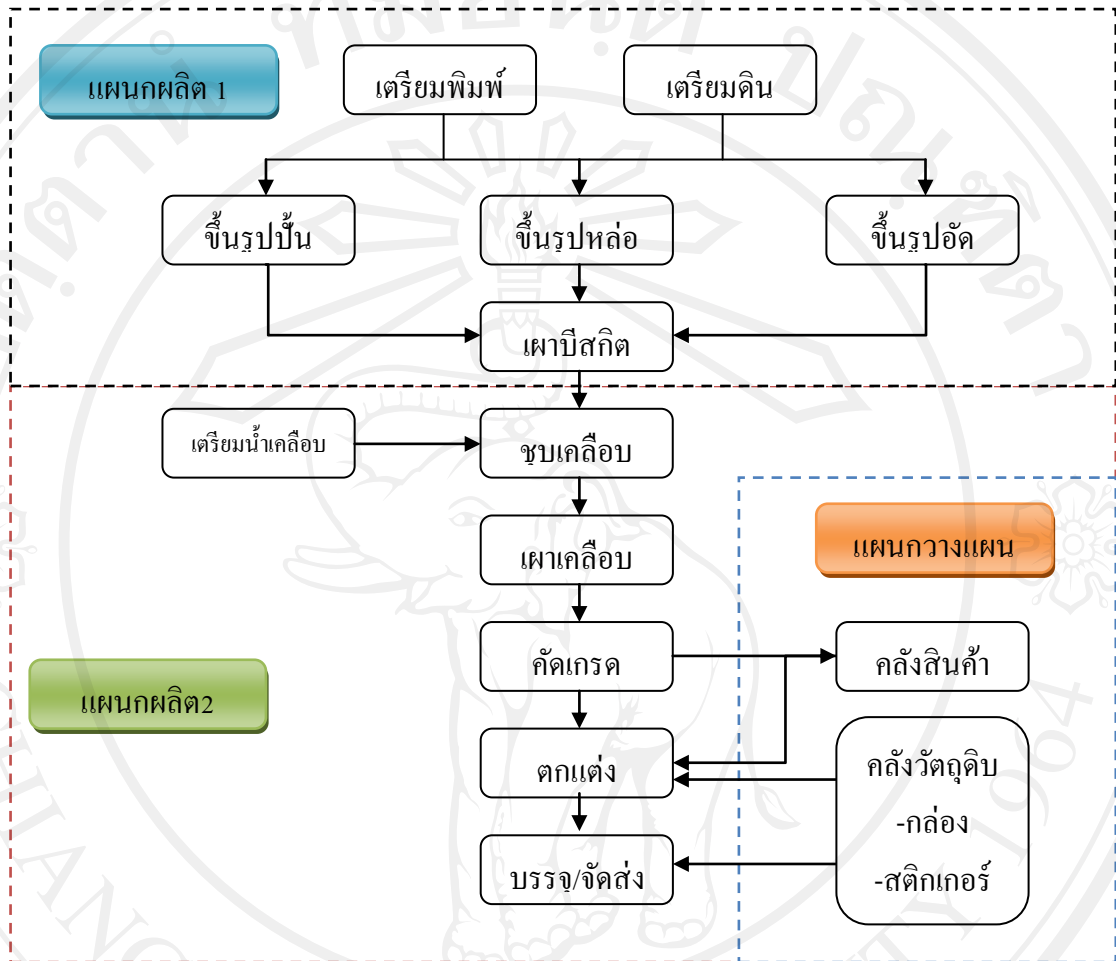 แผนกผลิต 1
เตรียมพิมพ์
เตรียมดิน
ขึ้นรูปปั้น
ขึ้นรูปหล่อ
ขึ้นรูปอัด
เผาบีสกิต
เตรียมน้ำเคลือบ
ชุบเคลือบ
เผาเคลือบ
แผนกวางแผน
คัดเกรด
คลังสินค้า
แผนกผลิต2
ตกแต่ง
คลังวัตถุดิบ
-กล่อง
-สติกเกอร์
บรรจุ/จัดส่ง